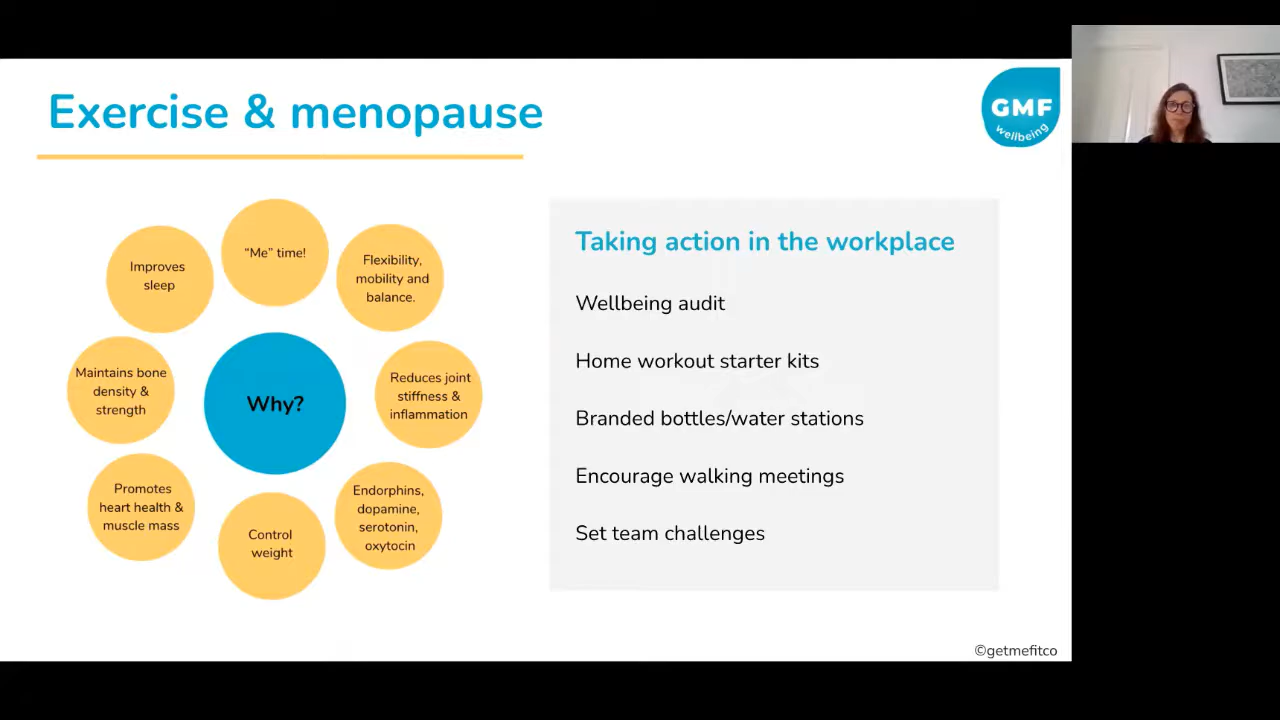 Exercise & menopause
GMF
wellbeing
"Me" time!
Improves
sleep
Flexibility,
mobility and
balance.
Maintains bone
density &
strength
Why?
Reduces joint
stiffness &
inflammation
Promotes
heart health &
muscle mass
Control
weight
Endorphins,
dopamine,
serotonin,
oxytocin
Taking action in the workplace
Wellbeing audit
Home workout starter kits
Branded bottles/water stations
Encourage walking meetings
Set team challenges
©getmefitco